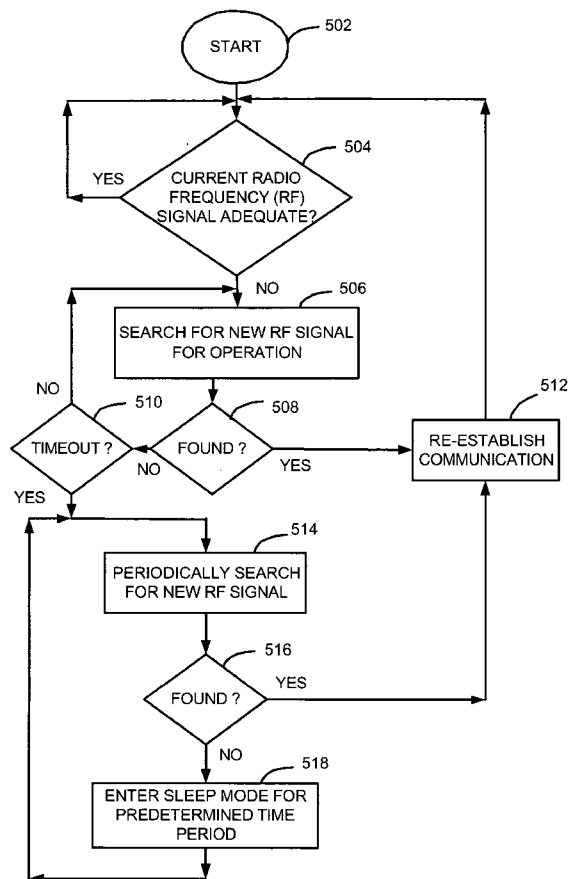 START
502
504
CURRENT RADIO
FREQUENCY (RF)
SIGNAL ADEQUATE?
YES
NO
506
SEARCH FOR NEW RF SIGNAL
FOR OPERATION
NO
510
508
512
TIMEOUT ?
NO
FOUND ?
YES
RE-ESTABLISH
COMMUNICATION
YES
514
PERIODICALLY SEARCH
FOR NEW RF SIGNAL
516
FOUND ?
YES
NO
518
ENTER SLEEP MODE FOR
PREDETERMINED TIME
PERIOD